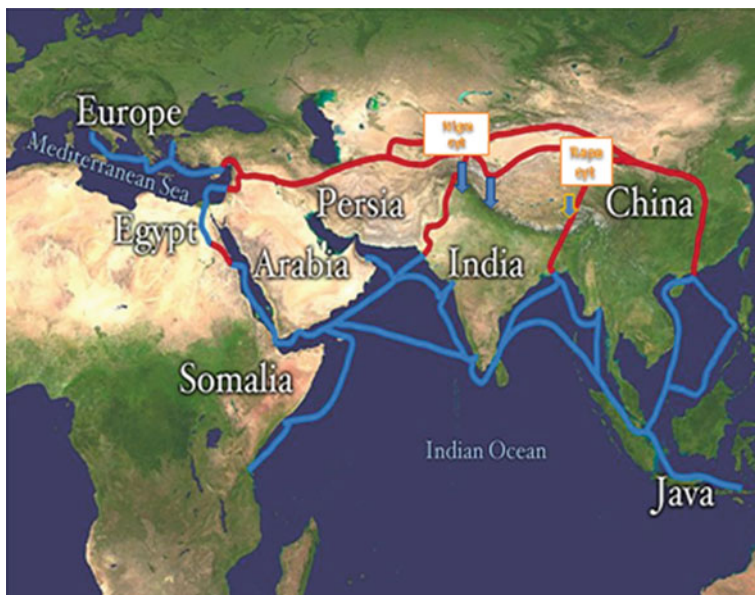 Europe
Mediterranean Sea
Egypt
Persia
Arabia
India
China
Somalia
Indian Ocean
Java